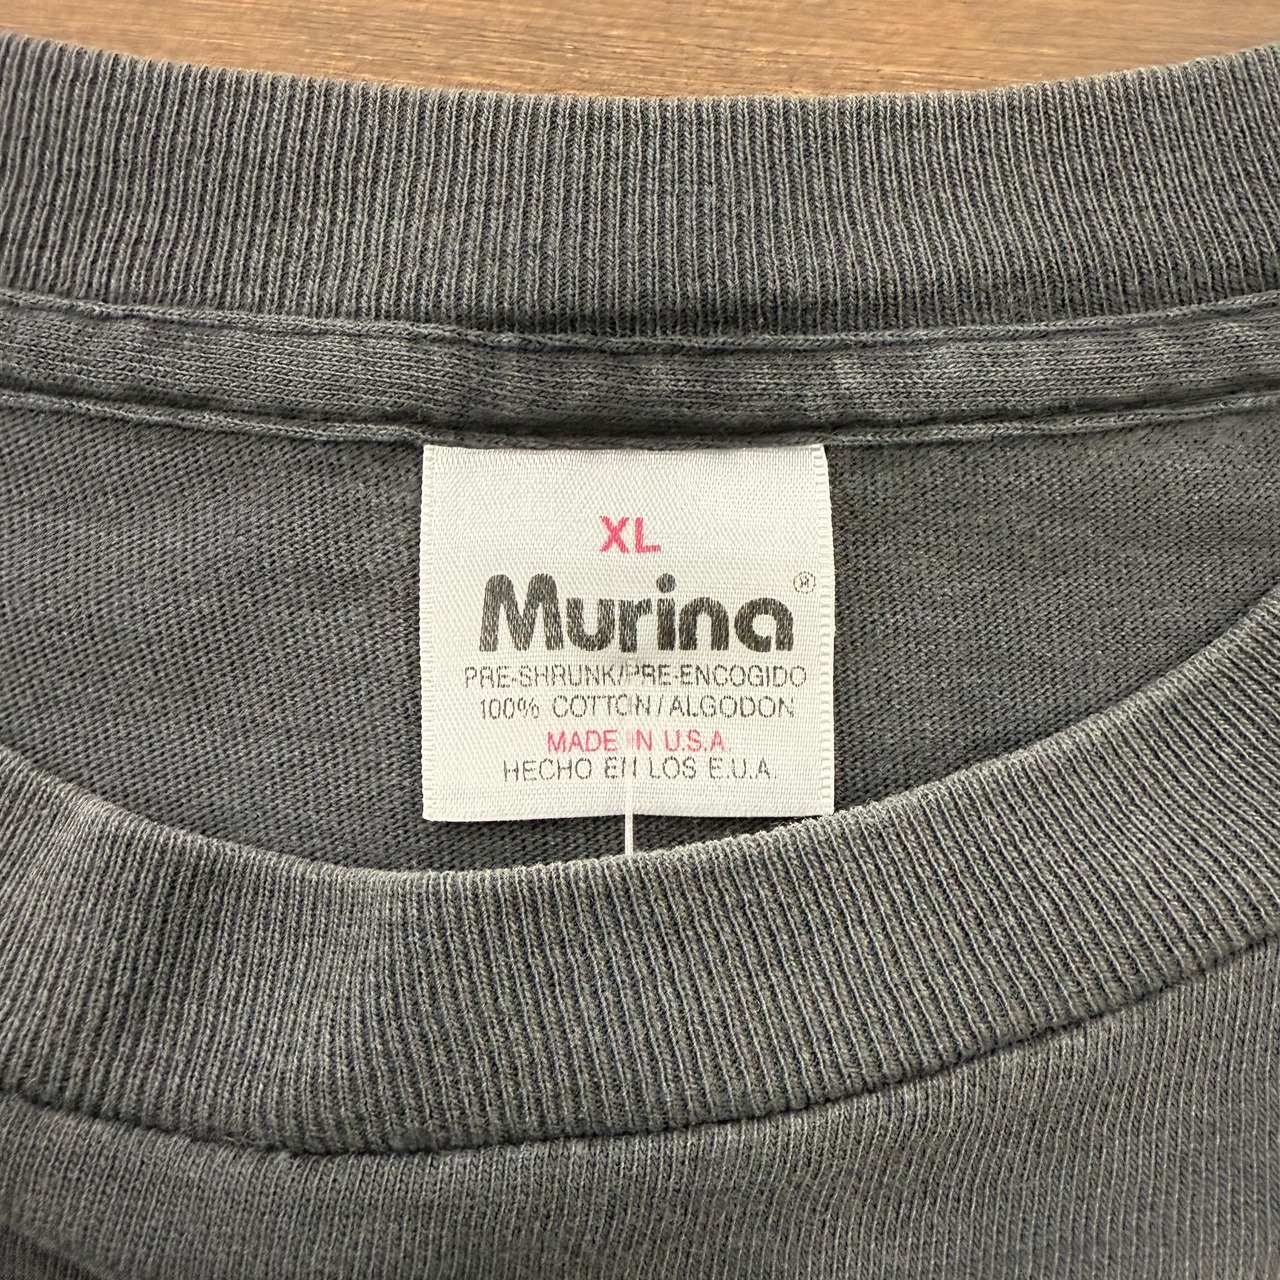 XL
Murina®
PRE-SHRUNK/PRE-ENCOGIDO
100% COTTON/ALGODON
MADE IN U.S.A.
HECHO EN LOS E.U.A.